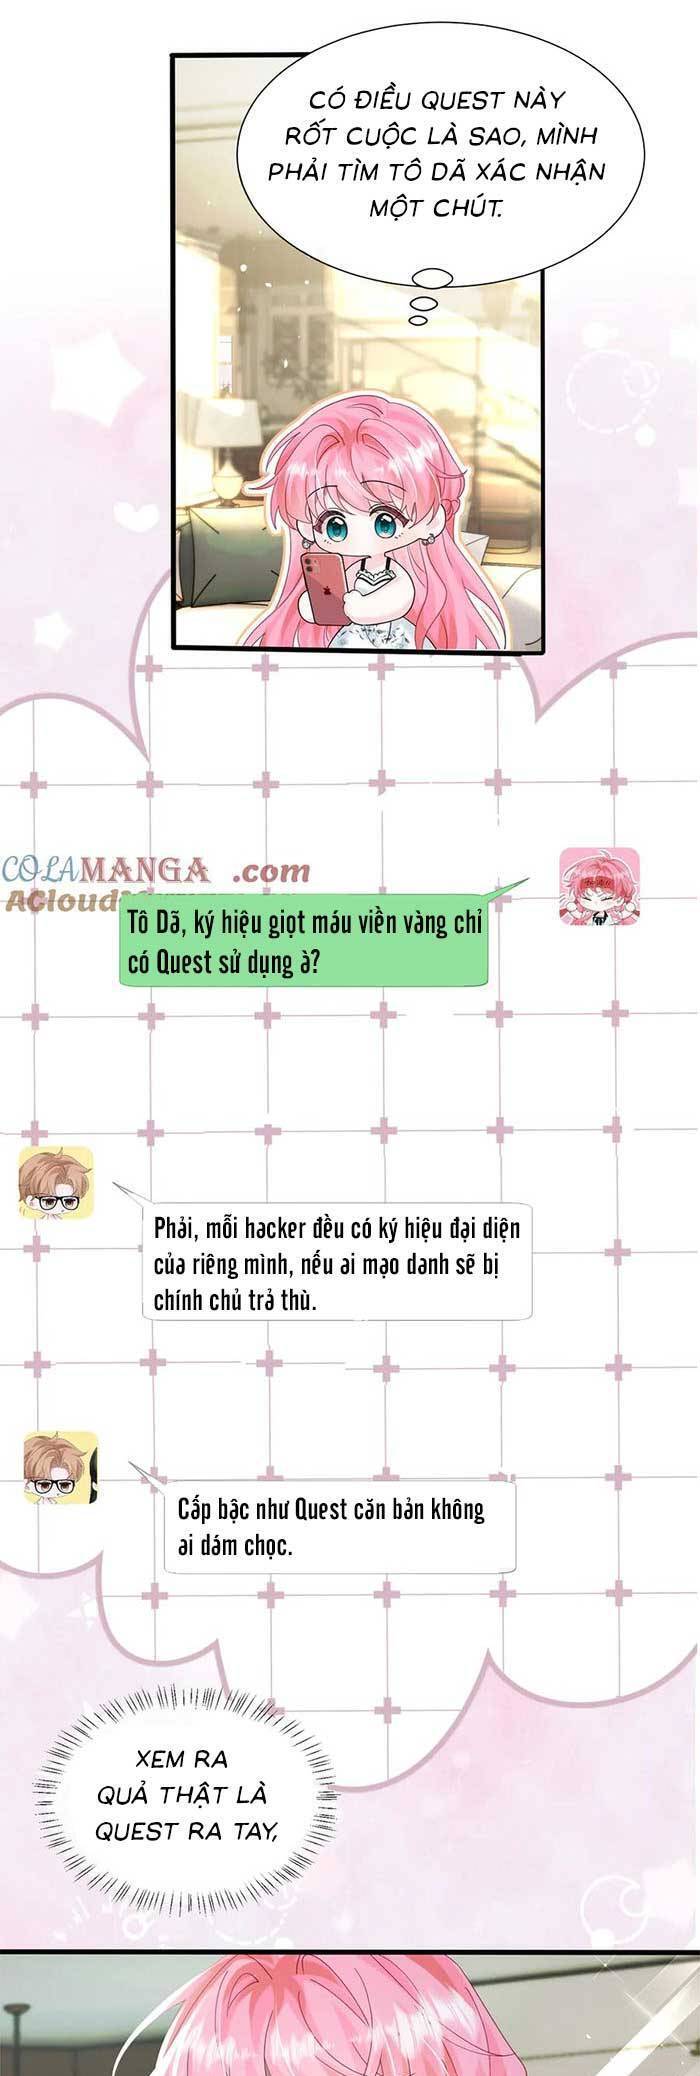 CÓ ĐIỀU QUEST NÀY
RỐT CUỘC LÀ SAO, MÌNH
PHẢI TÌM TÔ DÃ XÁC NHẬN
MỘT CHÚT.
COLAMANGA .com
ACloud
Tô Dã, ký hiệu giọt máu viền vàng chỉ
có Quest sử dụng à?
Phải, mỗi hacker đều có ký hiệu đại diện
của riêng mình, nếu ai mạo danh sẽ bị
chính chủ trả thù.
Cấp bậc như Quest căn bản không
ai dám chọc.
XEM RA
QUẢ THẬT LÀ
QUEST RA TAY,